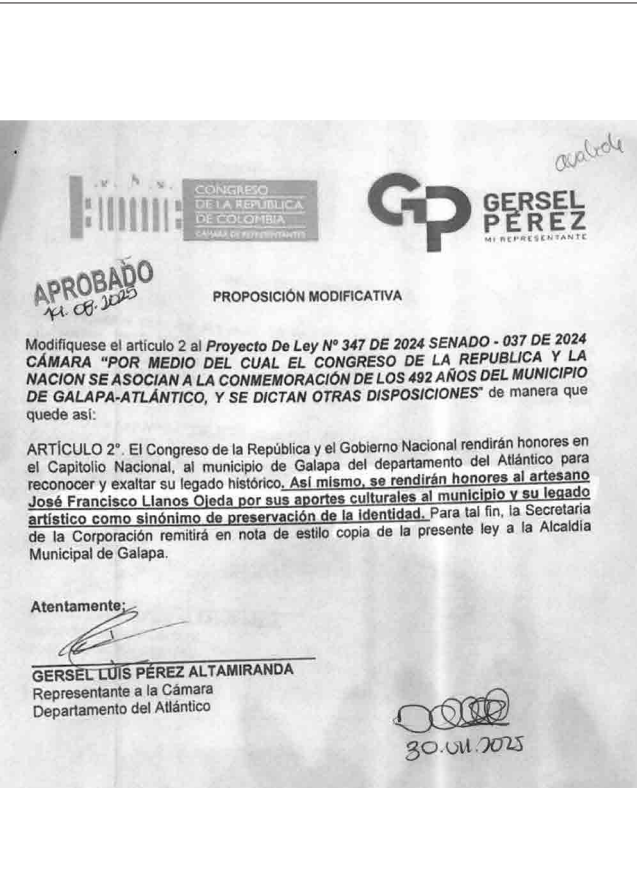 avalada
CONGRESO
DE LA REPÚBLICA
DE COLOMBIA
CÁMARA DE REPRESENTANTES
GP
GERSEL
PÉREZ
MI REPRESENTANTE
APROBADO
14.08.2025
PROPOSICIÓN MODIFICATIVA
Modifíquese el artículo 2 al Proyecto De Ley Nº 347 DE 2024 SENADO - 037 DE 2024
CÁMARA "POR MEDIO DEL CUAL EL CONGRESO DE LA REPUBLICA Y LA
NACION SE ASOCIAN A LA CONMEMORACIÓN DE LOS 492 AÑOS DEL MUNICIPIO
DE GALAPA-ATLÁNTICO, Y SE DICTAN OTRAS DISPOSICIONES" de manera que
quede así:
ARTÍCULO 2°. El Congreso de la República y el Gobierno Nacional rendirán honores en
el Capitolio Nacional, al municipio de Galapa del departamento del Atlántico para
reconocer y exaltar su legado histórico. Así mismo, se rendirán honores al artesano
José Francisco Llanos Ojeda por sus aportes culturales al municipio y su legado
artístico como sinónimo de preservación de la identidad. Para tal fin, la Secretaria
de la Corporación remitirá en nota de estilo copia de la presente ley a la Alcaldía
Municipal de Galapa.
Atentamente;
GERSEL LUIS PÉREZ ALTAMIRANDA
Representante a la Cámara
Departamento del Atlántico
30.VII.2025